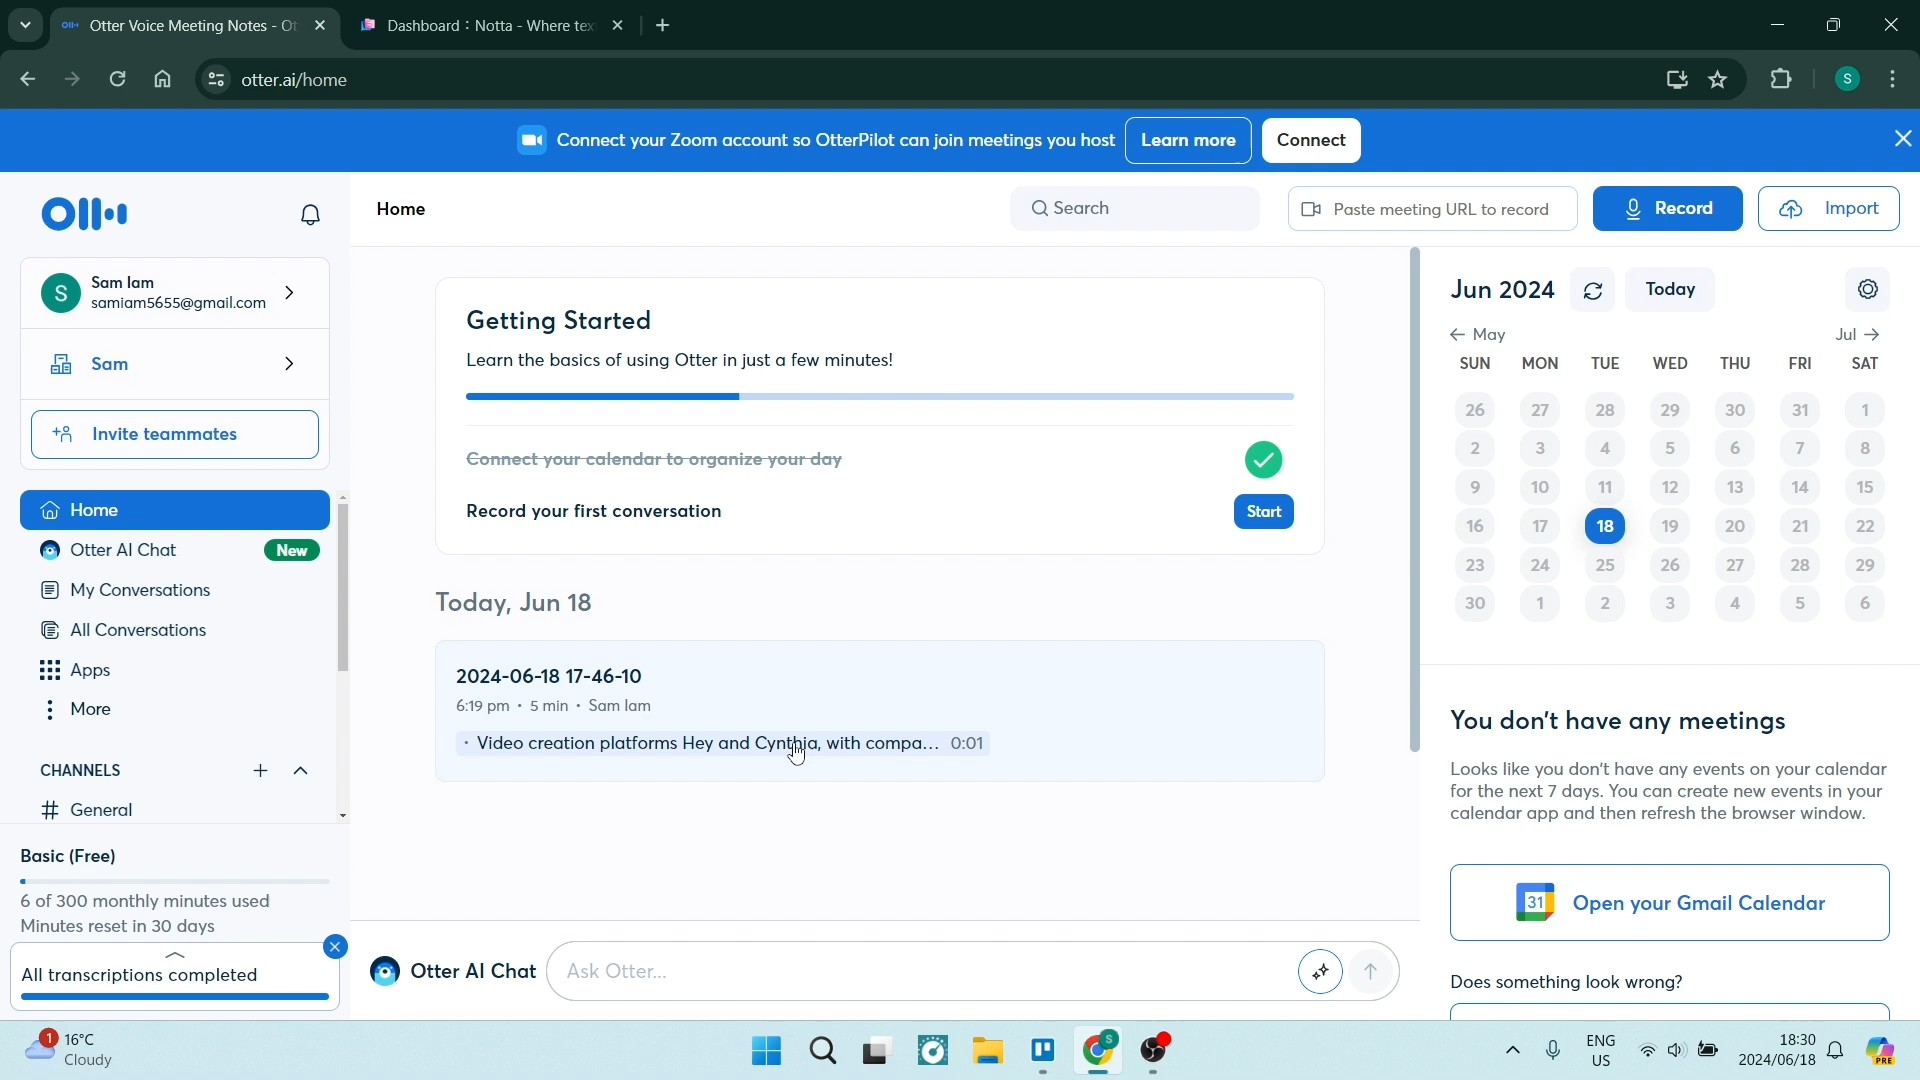 Otter Voice Meeting Notes - Ot
Dashboard : Notta - Where tex
otter.ai/home
S
Connect your Zoom account so OtterPilot can join meetings you host
Learn more
Connect
Home
Search
Paste meeting URL to record
Record
Import
S
Sam Iam
samiam5655@gmail.com
Sam
Invite teammates
Home
Otter AI Chat
New
My Conversations
All Conversations
Apps
More
CHANNELS
General
Basic (Free)
6 of 300 monthly minutes used
Minutes reset in 30 days
All transcriptions completed
Getting Started
Learn the basics of using Otter in just a few minutes!
Connect your calendar to organize your day
Record your first conversation
Start
Today, Jun 18
2024-06-18 17-46-10
6:19 pm • 5 min • Sam Iam
• Video creation platforms Hey and Cynthia, with compa... 0:01
Otter AI Chat
Ask Otter...
Jun 2024
Today
← May
Jul →
SUN MON TUE WED THU FRI SAT
26 27 28 29 30 31 1
2 3 4 5 6 7 8
9 10 11 12 13 14 15
16 17 18 19 20 21 22
23 24 25 26 27 28 29
30 1 2 3 4 5 6
You don't have any meetings
Looks like you don't have any events on your calendar
for the next 7 days. You can create new events in your
calendar app and then refresh the browser window.
31
Open your Gmail Calendar
Does something look wrong?
1
16°C
Cloudy
S
ENG
US
18:30
2024/06/18
PRE